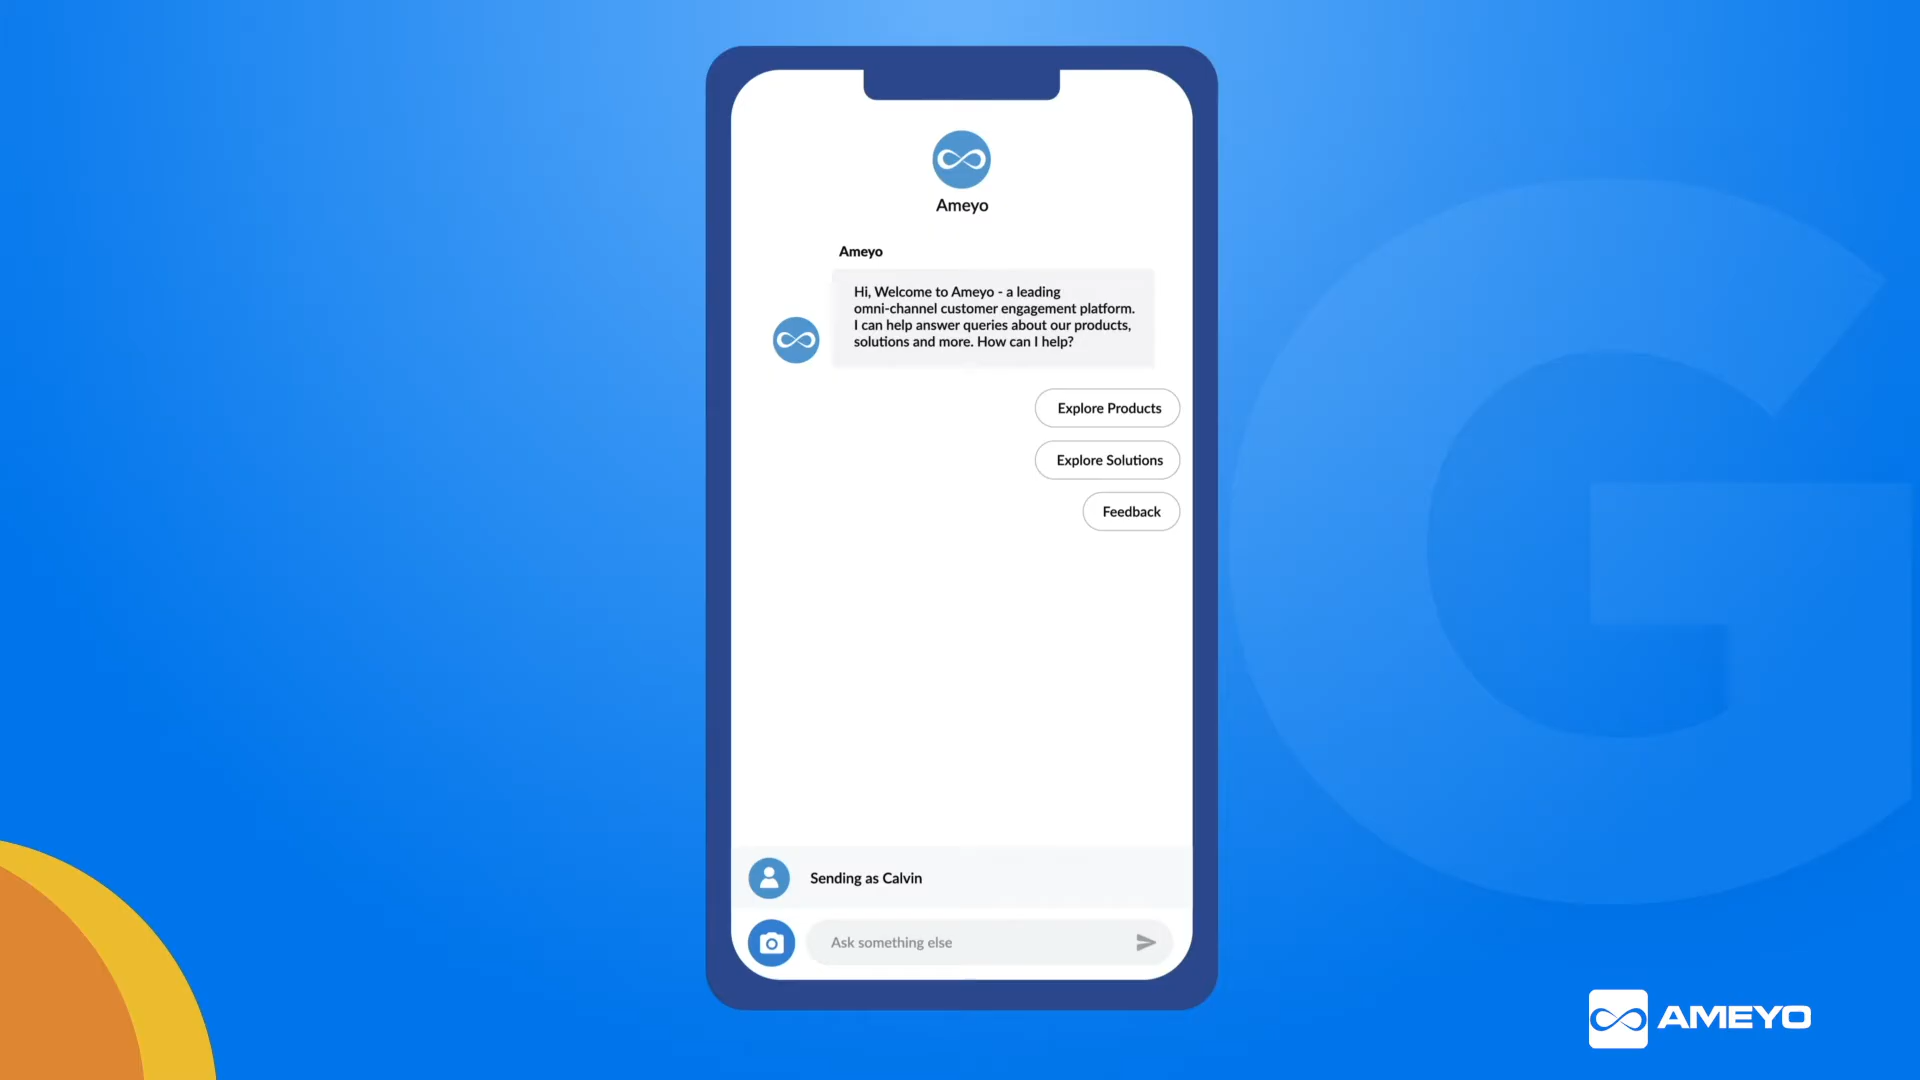 Ameyo
Ameyo
Hi, Welcome to Ameyo - a leading
omni-channel customer engagement platform.
I can help answer queries about our products,
solutions and more. How can I help?
Explore Products
Explore Solutions
Feedback
G
Sending as Calvin
Ask something else
AMEYO